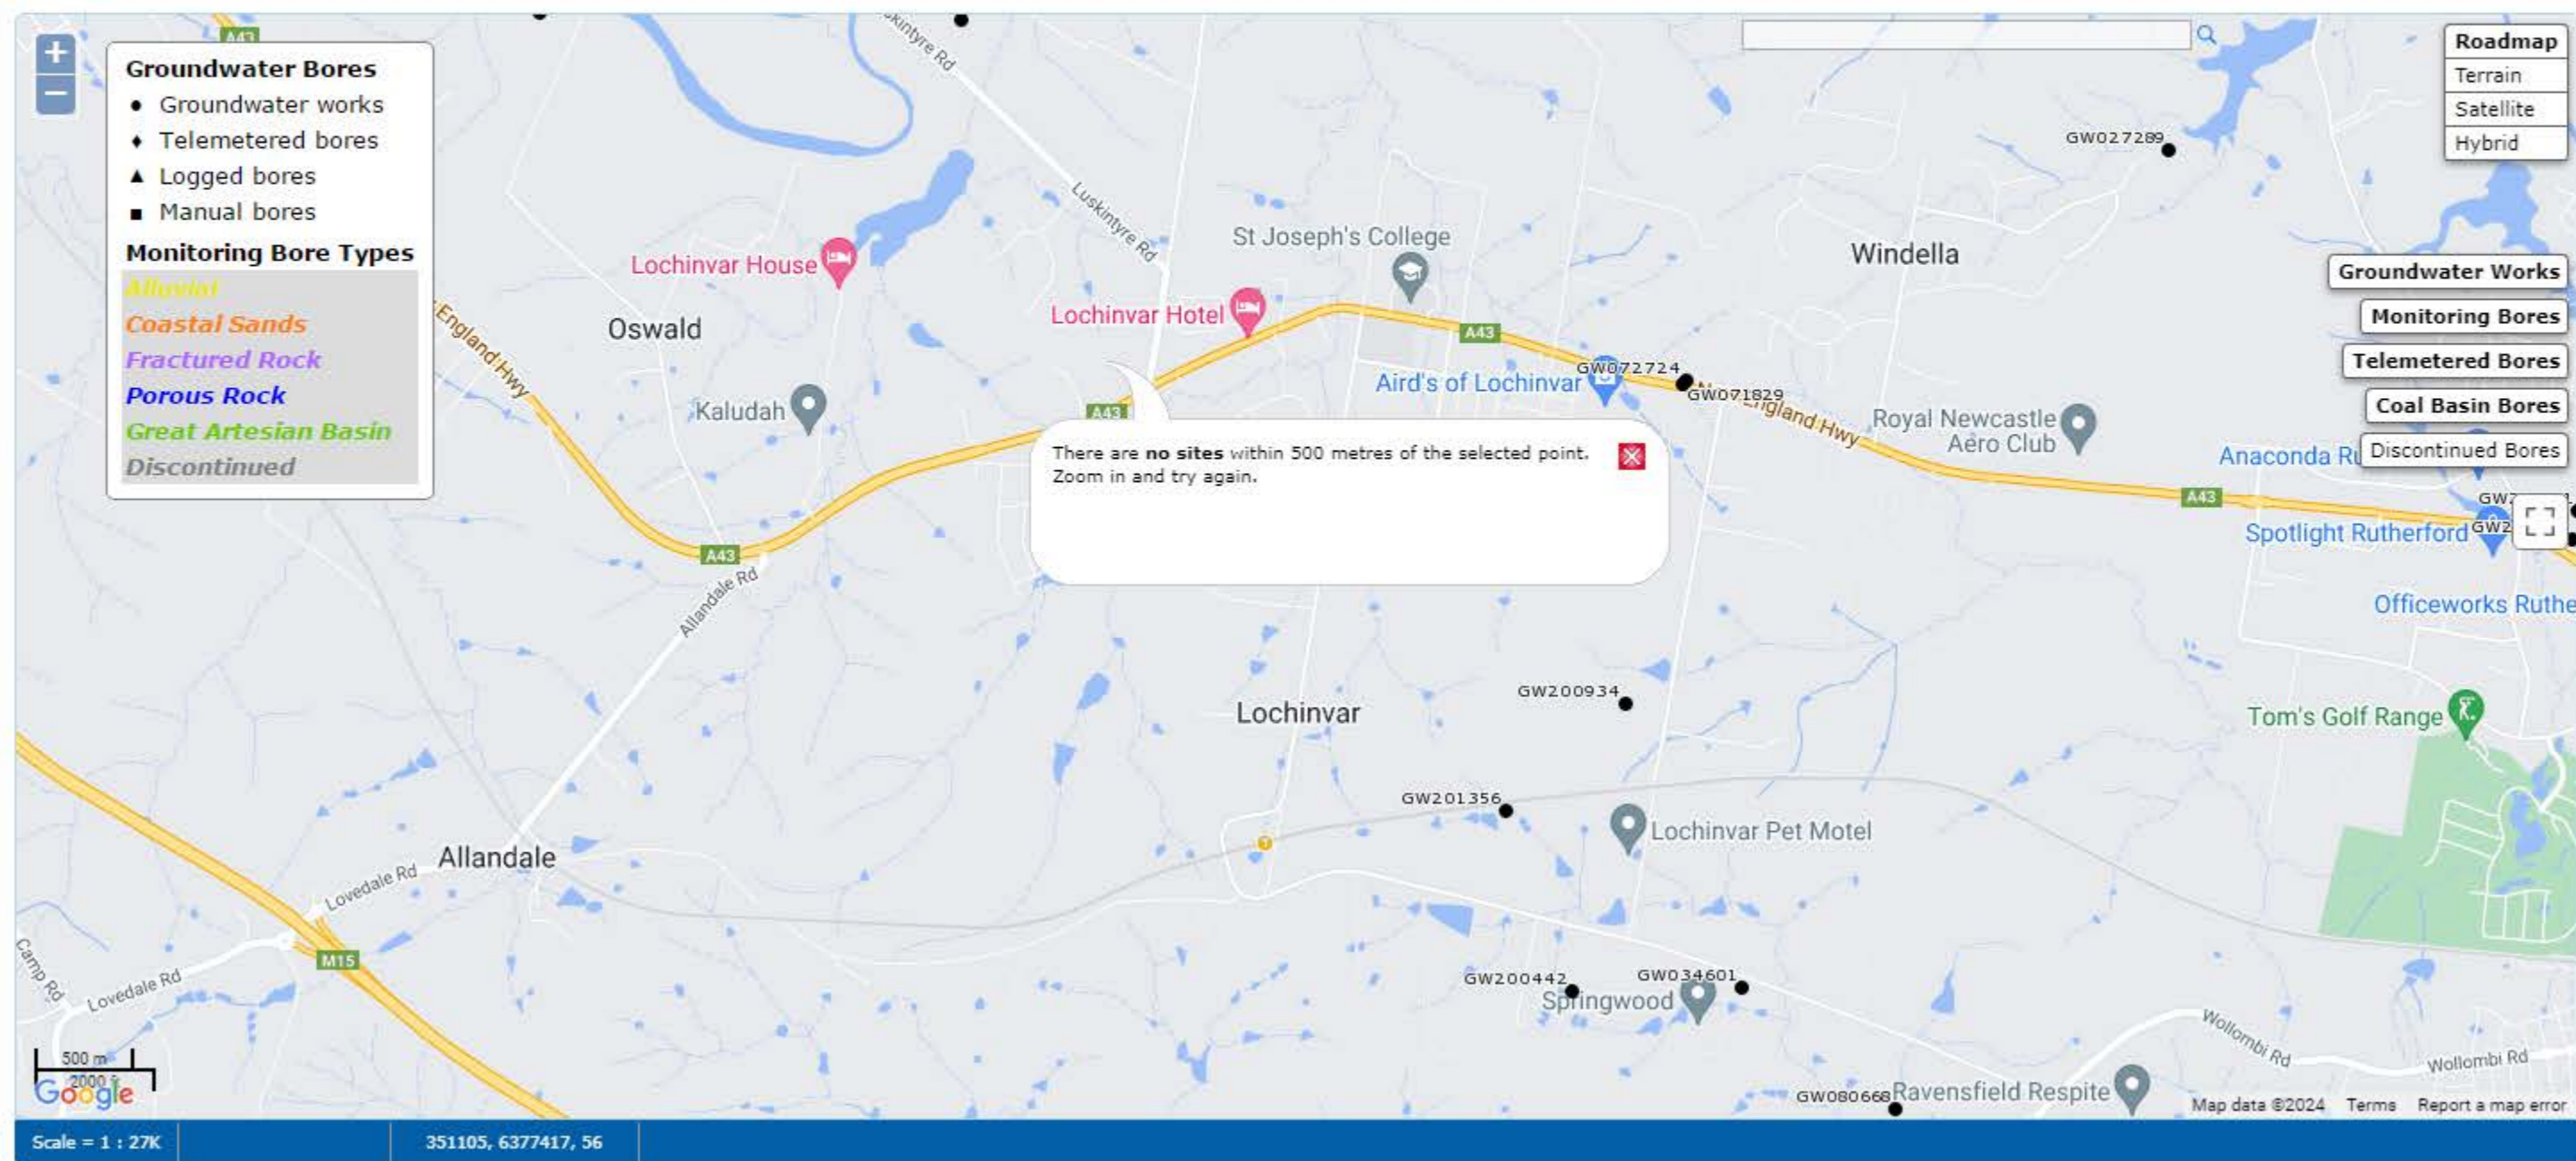 A43
Groundwater Bores
Groundwater works
Telemetered bores
Logged bores
Manual bores
Monitoring Bore Types
Alluvial
Coastal Sands
Fractured Rock
Porous Rock
Great Artesian Basin
Discontinued
Roadmap
Terrain
Satellite
Hybrid
GW027289
Luskintyre Rd
St Joseph's College
Windella
Lochinvar House
Groundwater Works
Lochinvar Hotel
Monitoring Bores
Oswald
England Hwy
A43
Telemetered Bores
GW072724
Aird's of Lochinvar
GW071829
England Hwy
Kaludah
A43
Coal Basin Bores
Royal Newcastle
Aero Club
There are no sites within 500 metres of the selected point.
Zoom in and try again.
Discontinued Bores
Anaconda
A43
Spotlight Rutherford
A43
Allandale Rd
Officeworks
GW200934
Lochinvar
Tom's Golf Range
GW201356
Lochinvar Pet Motel
Allandale
Lovedale Rd
M15
Camp Rd
Lovedale Rd
GW200442
GW034601
Springwood
Wollombi Rd
Wollombi Rd
500 m
2000
Google
GW080668
Ravensfield Respite
Map data ©2024 Terms Report a map error
Scale = 1 : 27K 351105, 6377417, 56